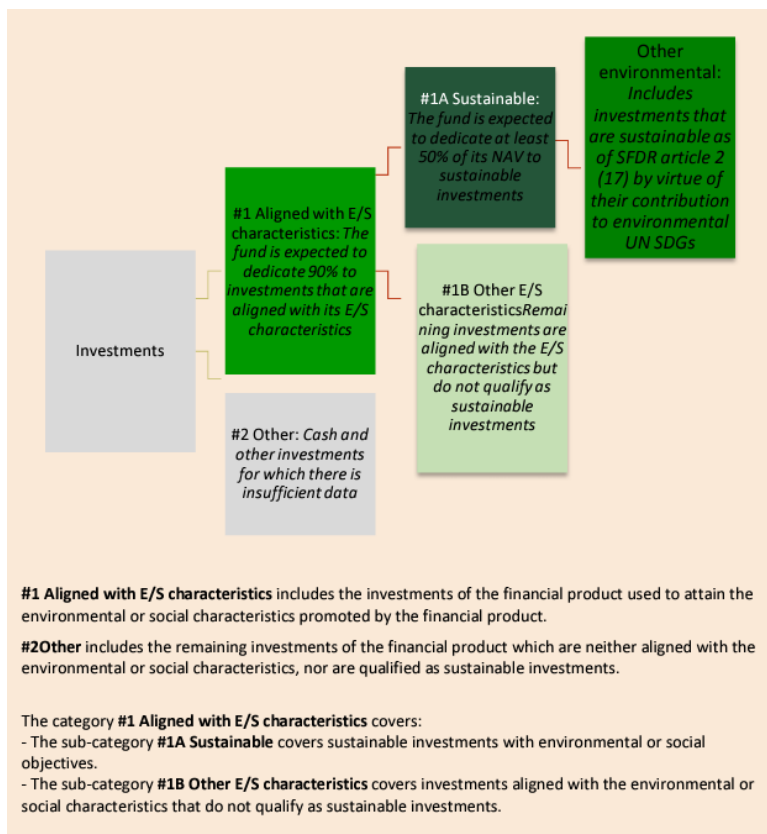 Investments
#1 Aligned with E/S
characteristics: The
fund is expected to
dedicate 90% to
investments that are
aligned with its E/S
characteristics
#2 Other: Cash and
other investments
for which there is
insufficient data
#1A Sustainable:
The fund is expected
to dedicate at least
50% of its NAV to
sustainable
investments
#1B Other E/S
characteristicsRemai
ning investments are
aligned with the E/S
characteristics but
do not qualify as
sustainable
investments
Other
environmental:
Includes
investments that
are sustainable as
of SFDR article 2
(17) by virtue of
their contribution
to environmental
UN SDGs
#1 Aligned with E/S characteristics includes the investments of the financial product used to attain the
environmental or social characteristics promoted by the financial product.
#2Other includes the remaining investments of the financial product which are neither aligned with the
environmental or social characteristics, nor are qualified as sustainable investments.
The category #1 Aligned with E/S characteristics covers:
- The sub-category #1A Sustainable covers sustainable investments with environmental or social
objectives.
- The sub-category #1B Other E/S characteristics covers investments aligned with the environmental or
social characteristics that do not qualify as sustainable investments.